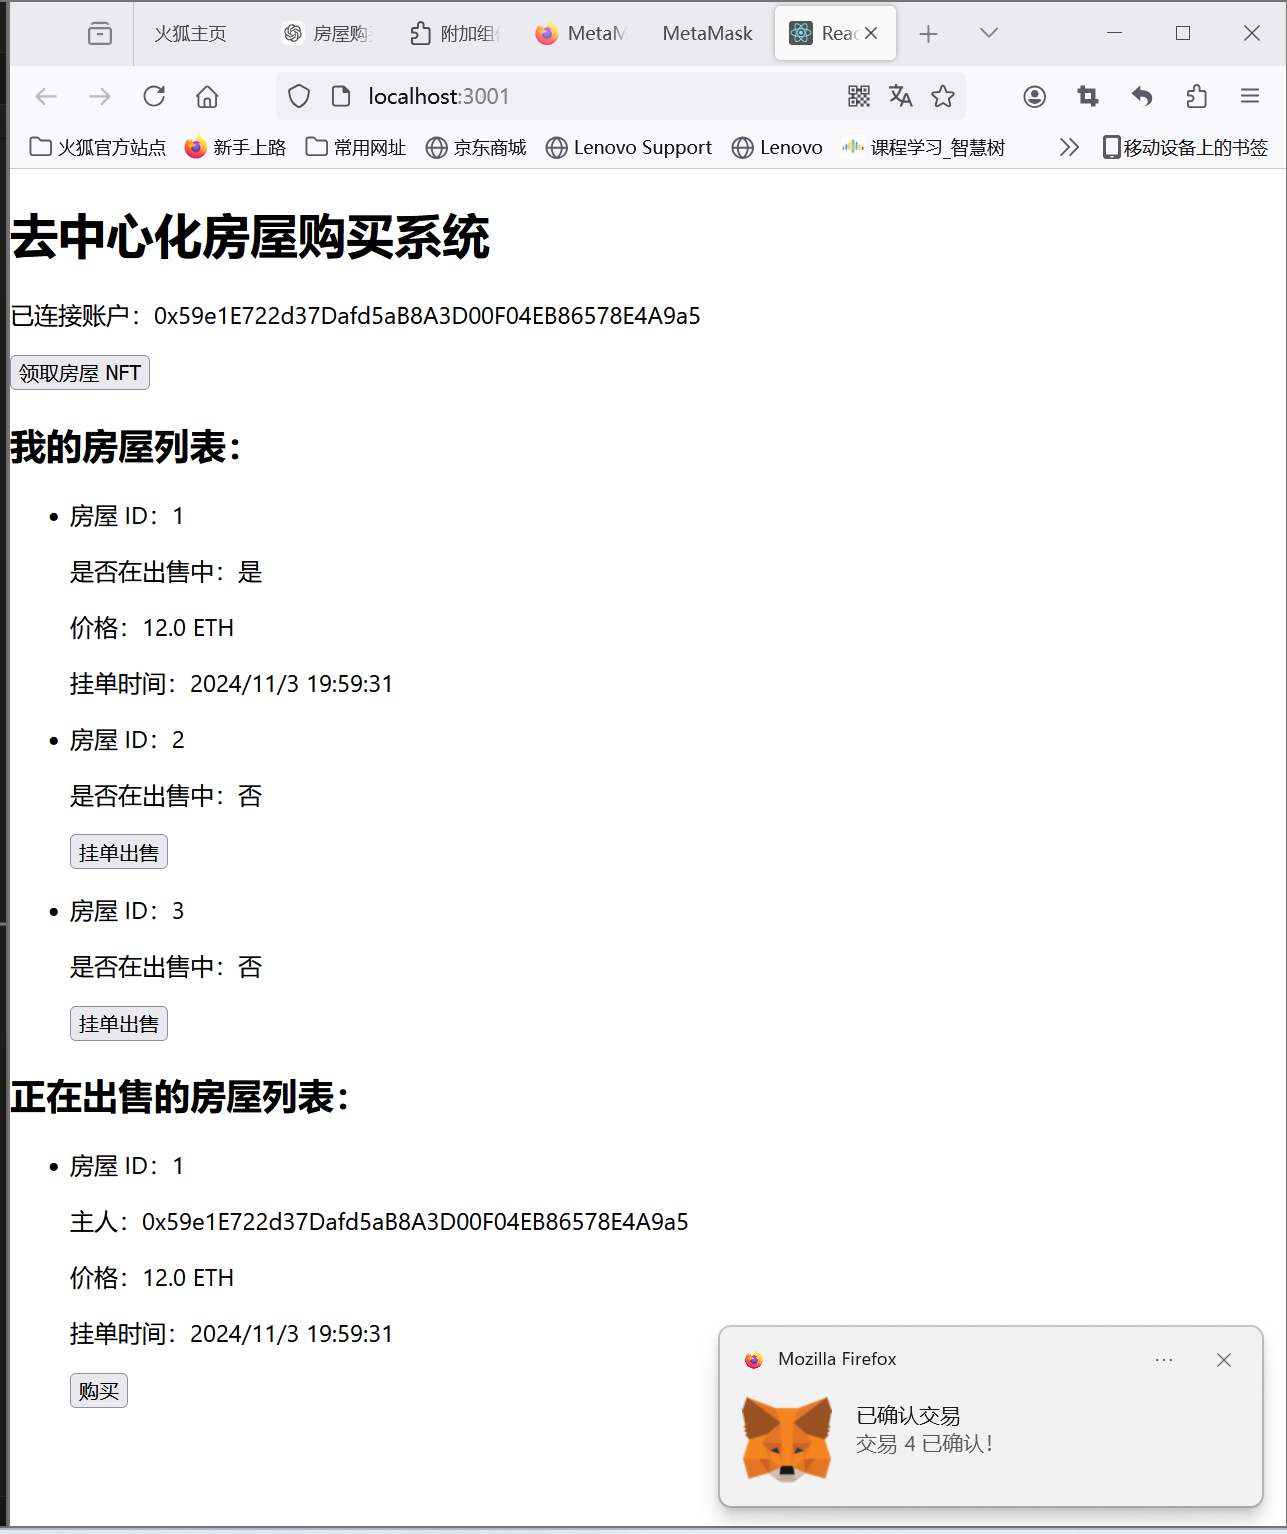 火狐主页
房屋购
附加组
MetaM
MetaMask
Reac
localhost:3001
火狐官方站点
新手上路
常用网址
京东商城
Lenovo Support
Lenovo
课程学习_智慧树
移动设备上的书签
去中心化房屋购买系统
已连接账户：0x59e1E722d37Dafd5aB8A3D00F04EB86578E4A9a5
领取房屋 NFT
我的房屋列表：
• 房屋 ID：1
是否在出售中：是
价格：12.0 ETH
挂单时间：2024/11/3 19:59:31
• 房屋 ID：2
是否在出售中：否
挂单出售
• 房屋 ID：3
是否在出售中：否
挂单出售
正在出售的房屋列表：
• 房屋 ID：1
主人：0x59e1E722d37Dafd5aB8A3D00F04EB86578E4A9a5
价格：12.0 ETH
挂单时间：2024/11/3 19:59:31
购买
Mozilla Firefox
已确认交易
交易 4 已确认！